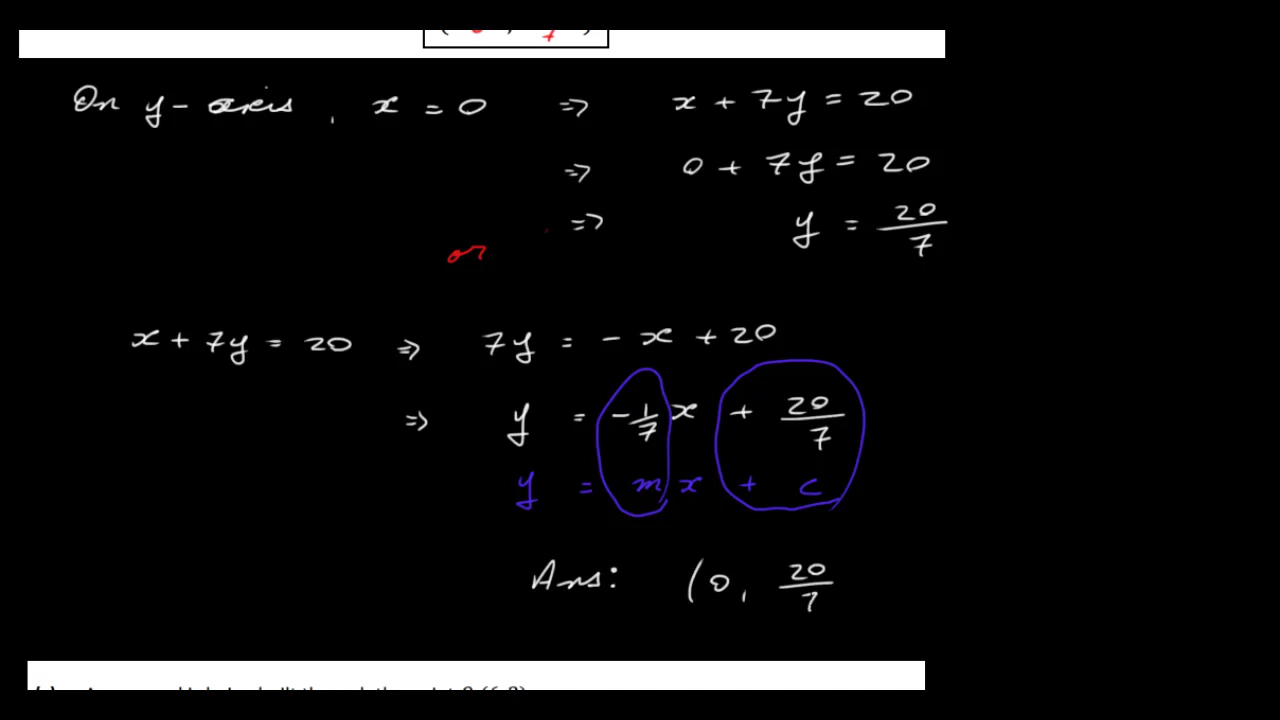 On y-axis, x = 0 ⇒ x + 7y = 20
⇒ 0 + 7y = 20
⇒ y = 20/7
or
x + 7y = 20 ⇒ 7y = - x + 20
⇒ y = -1/7 x + 20/7
y = mx + c
Ans: (0, 20/7